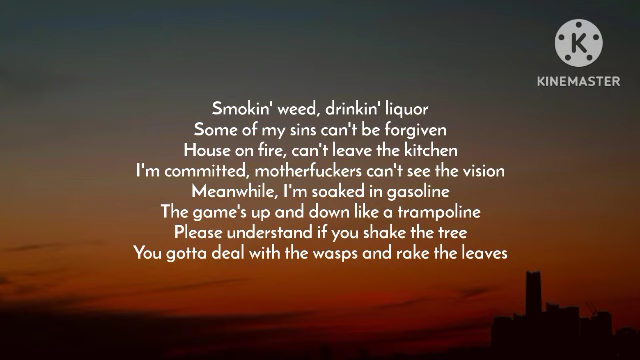 K
KINEMASTER
Smokin' weed, drinkin' liquor
Some of my sins can't be forgiven
House on fire, can't leave the kitchen
I'm committed, motherfuckers can't see the vision
Meanwhile, I'm soaked in gasoline
The game's up and down like a trampoline
Please understand if you shake the tree
You gotta deal with the wasps and rake the leaves